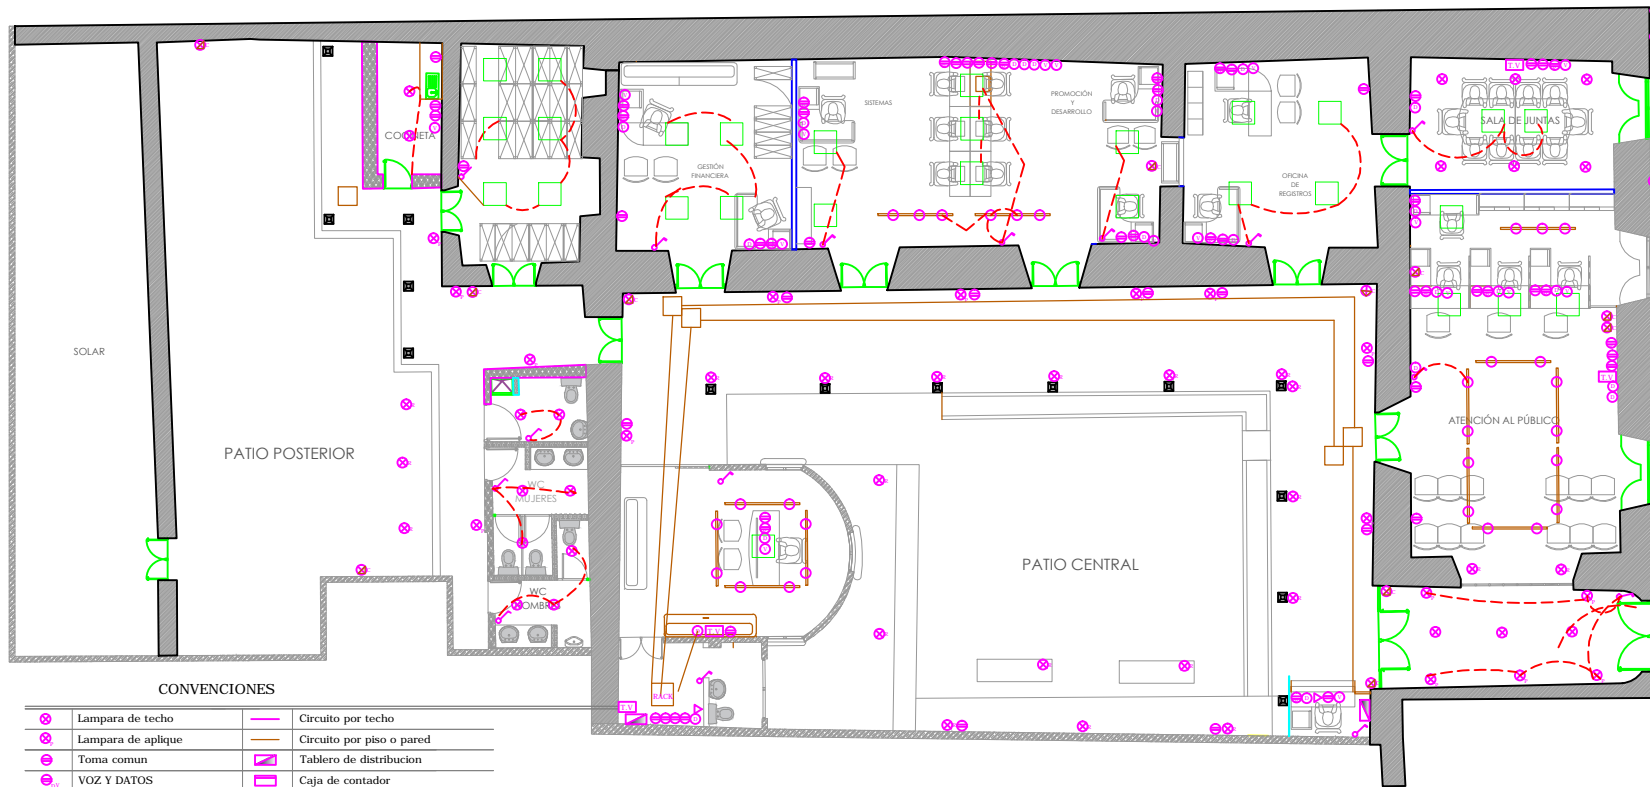 T.V
COCINETA
SISTEMAS
PROMOCIÓN
Y
DESARROLLO
SALA DE JUNTAS
GESTIÓN
FINANCIERA
OFICINA
DE
REGISTROS
SOLAR
T.V
PATIO POSTERIOR
ATENCIÓN AL PÚBLICO
WC
MUJERES
PATIO CENTRAL
WC
HOMBRES
T.V
RACK
T.V
CONVENCIONES
Lampara de techo
Circuito por techo
Lampara de aplique
Circuito por piso o pared
Toma comun
Tablero de distribucion
VOZ Y DATOS
Caja de contador